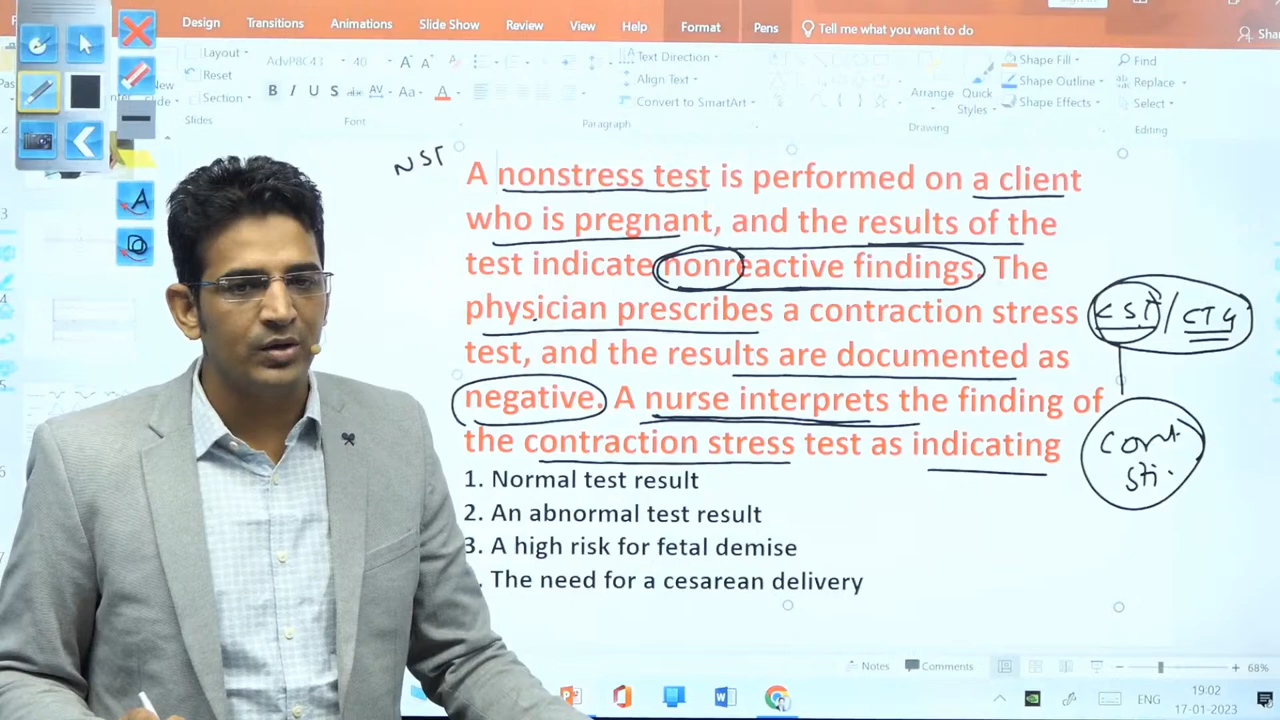 Design Transitions Animations Slide Show Review View Help Format Pens Tell me what you want to do
Layout
Reset
Section
Slides
AdvP8C43 40
B I U S abc AV Aa A
Font
Text Direction
Align Text
Convert to SmartArt
Paragraph
Arrange Quick Styles
Shape Fill
Shape Outline
Shape Effects
Drawing
Find
Replace
Select
Editing
NST
A nonstress test is performed on a client
who is pregnant, and the results of the
test indicate nonreactive findings. The
physician prescribes a contraction stress
test, and the results are documented as
negative. A nurse interprets the finding of
the contraction stress test as indicating
1. Normal test result
2. An abnormal test result
3. A high risk for fetal demise
. The need for a cesarean delivery
CST / CTG
Cont.
Sti.
Notes Comments 68%
ENG 19:02
17-01-2023